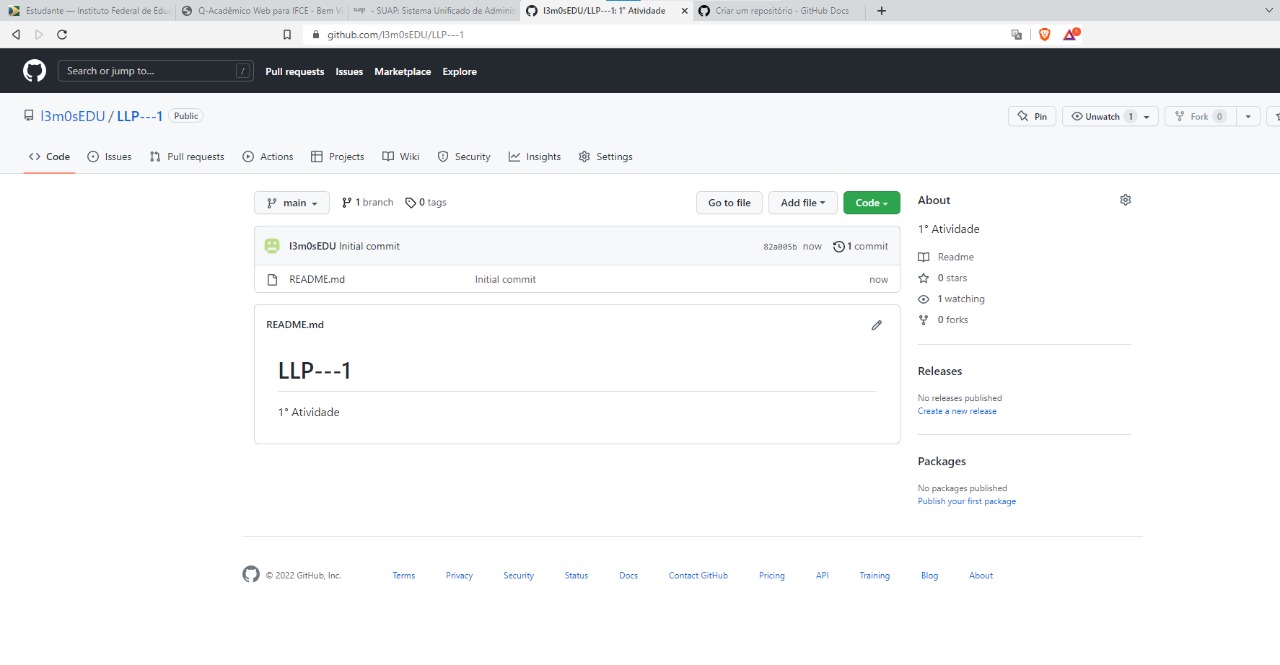 Estudante — Instituto Federal de Edu
Q-Acadêmico Web para IFCE - Bem Vi
suap - SUAP: Sistema Unificado de Adminis
l3m0sEDU/LLP---1: 1° Atividade
Criar um repositório - GitHub Docs
github.com/l3m0sEDU/LLP---1
Search or jump to... /
Pull requests Issues Marketplace Explore
l3m0sEDU / LLP---1 Public
Pin Unwatch 1 Fork 0
Code Issues Pull requests Actions Projects Wiki Security Insights Settings
main 1 branch 0 tags Go to file Add file Code
l3m0sEDU Initial commit 82a005b now 1 commit
README.md Initial commit now
README.md
LLP---1
1° Atividade
About
1° Atividade
Readme
0 stars
1 watching
0 forks
Releases
No releases published
Create a new release
Packages
No packages published
Publish your first package
© 2022 GitHub, Inc. Terms Privacy Security Status Docs Contact GitHub Pricing API Training Blog About